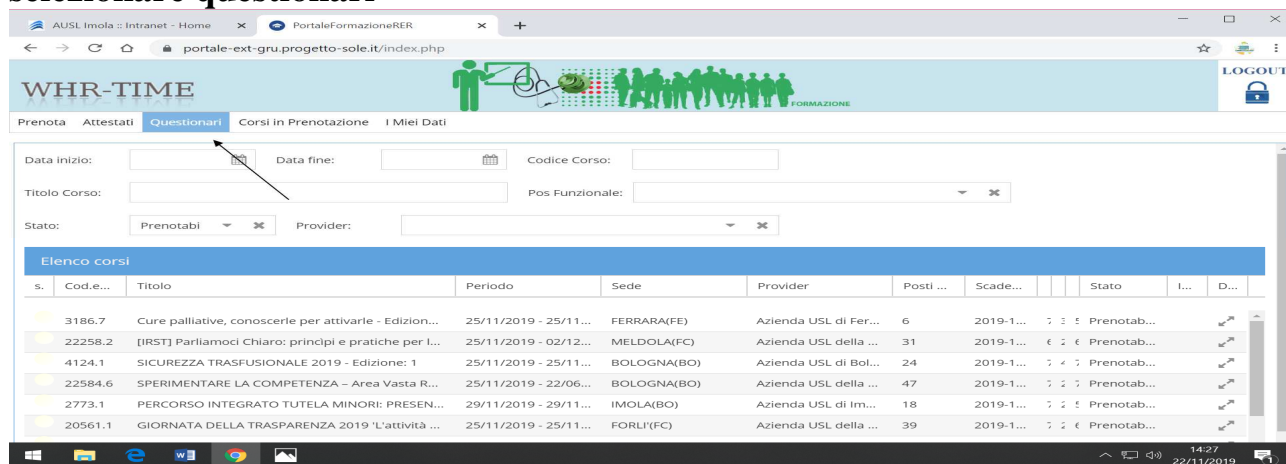 selezionare questionari
AUSL Imola :: Intranet - Home
PortaleFormazioneRER
portale-ext-gru.progetto-sole.it/index.php
WHR-TIME
FORMAZIONE
LOGOUT
Prenota Attestati Questionari Corsi in Prenotazione I Miei Dati
Data inizio: Data fine: Codice Corso:
Titolo Corso: Pos Funzionale:
Stato: Prenotabi Provider:
Elenco corsi
s. Cod.e... Titolo Periodo Sede Provider Posti ... Scade... Stato I... D...
3186.7 Cure palliative, conoscerle per attivarle - Edizion... 25/11/2019 - 25/11... FERRARA(FE) Azienda USL di Fer... 6 2019-1... Prenotab...
22258.2 [IRST] Parliamoci Chiaro: principi e pratiche per l... 25/11/2019 - 02/12... MELDOLA(FC) Azienda USL della ... 31 2019-1... Prenotab...
4124.1 SICUREZZA TRASFUSIONALE 2019 - Edizione: 1 25/11/2019 - 25/11... BOLOGNA(BO) Azienda USL di Bol... 24 2019-1... Prenotab...
22584.6 SPERIMENTARE LA COMPETENZA – Area Vasta R... 25/11/2019 - 22/06... BOLOGNA(BO) Azienda USL della ... 47 2019-1... Prenotab...
2773.1 PERCORSO INTEGRATO TUTELA MINORI: PRESEN... 29/11/2019 - 29/11... IMOLA(BO) Azienda USL di Im... 18 2019-1... Prenotab...
20561.1 GIORNATA DELLA TRASPARENZA 2019 'L'attività ... 25/11/2019 - 25/11... FORLI'(FC) Azienda USL della ... 39 2019-1... Prenotab...
14:27
22/11/2019